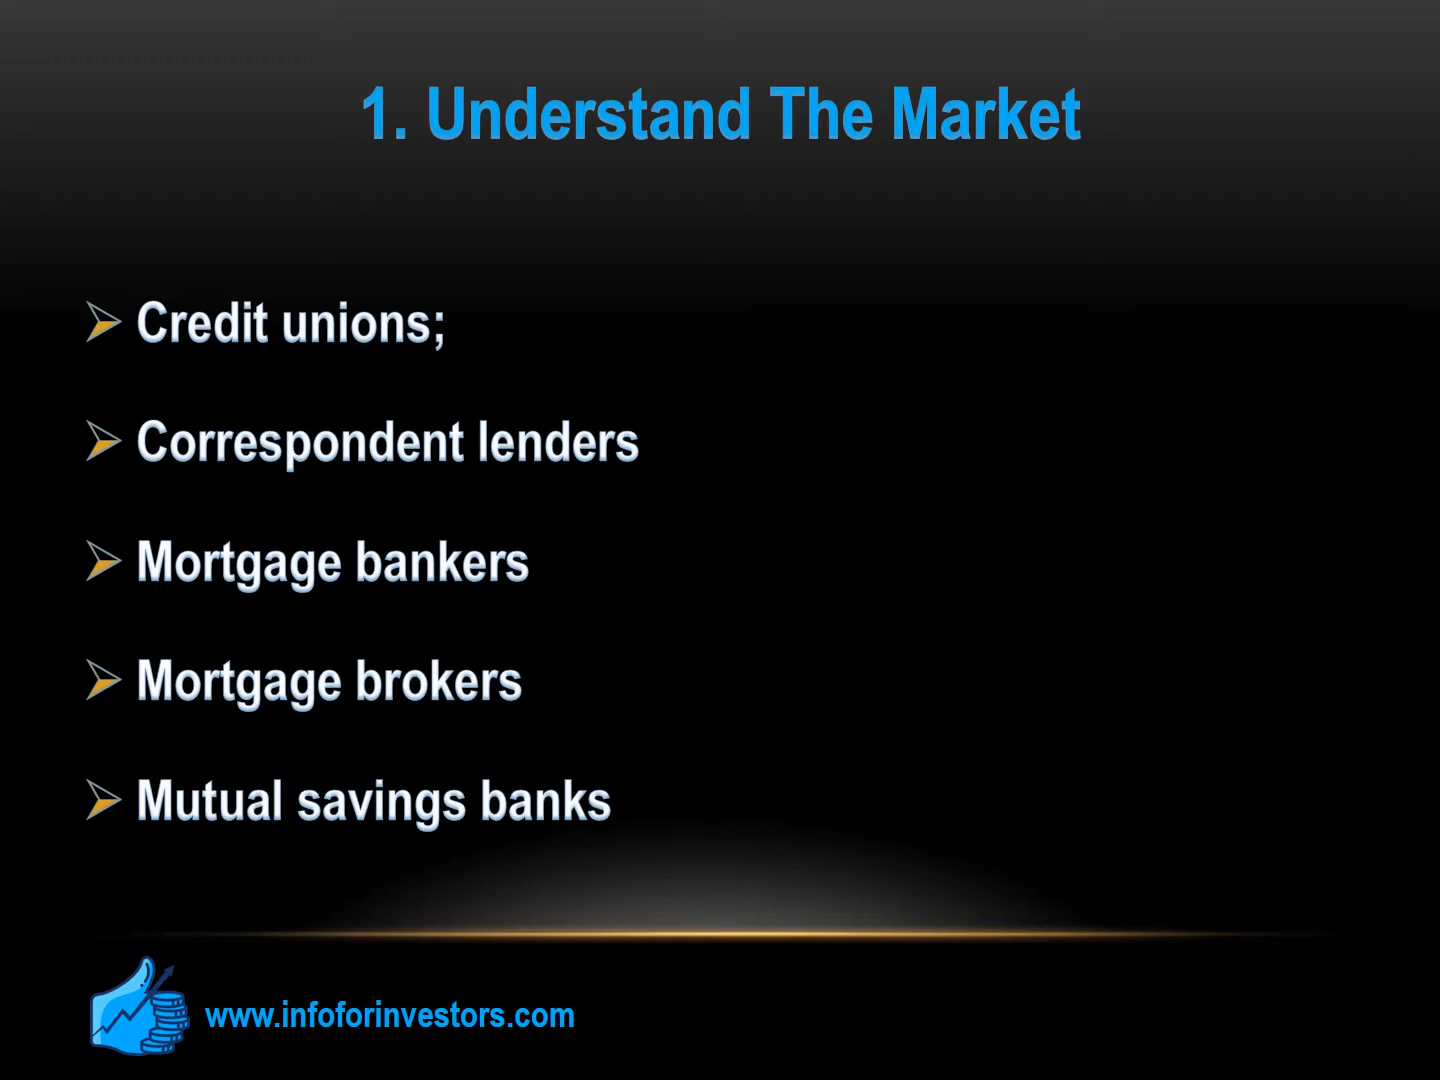 1. Understand The Market
Credit unions;
Correspondent lenders
Mortgage bankers
Mortgage brokers
Mutual savings banks
www.infoforinvestors.com